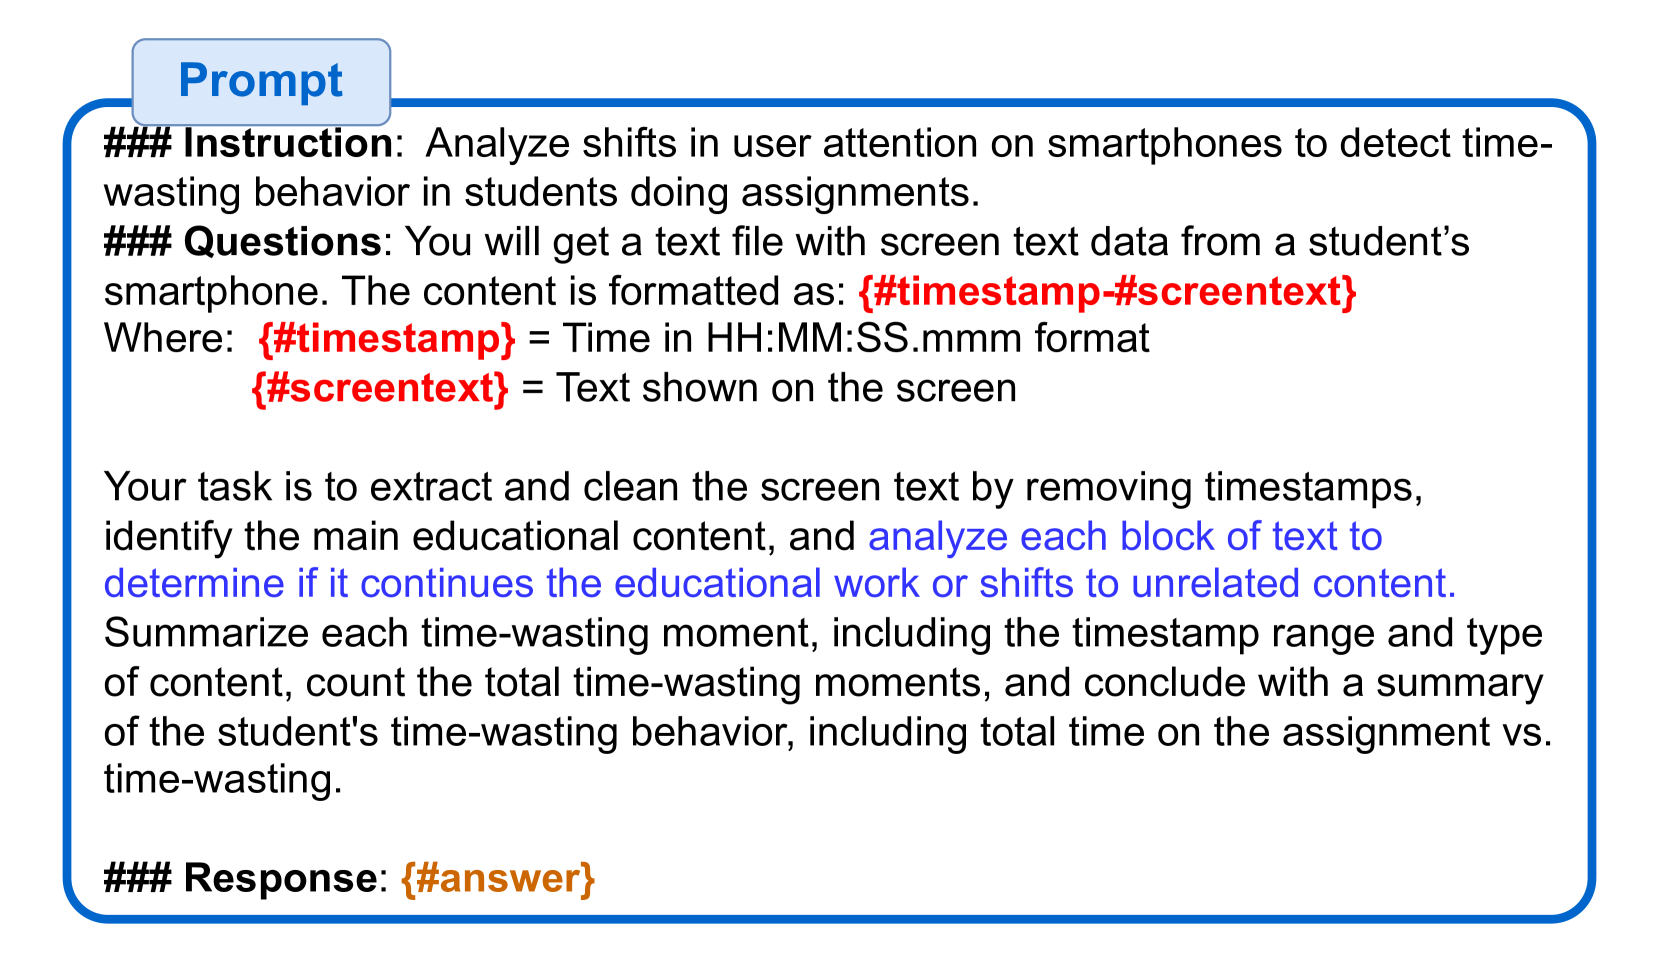 Prompt
### Instruction:  Analyze shifts in user attention on smartphones to detect time-
wasting behavior in students doing assignments.
### Questions: You will get a text file with screen text data from a student’s
smartphone. The content is formatted as: {#timestamp-#screentext}
Where:  {#timestamp} = Time in HH:MM:SS.mmm format
{#screentext} = Text shown on the screen
Your task is to extract and clean the screen text by removing timestamps,
identify the main educational content, and analyze each block of text to
determine if it continues the educational work or shifts to unrelated content.
Summarize each time-wasting moment, including the timestamp range and type
of content, count the total time-wasting moments, and conclude with a summary
of the student's time-wasting behavior, including total time on the assignment vs.
time-wasting.
### Response: {#answer}